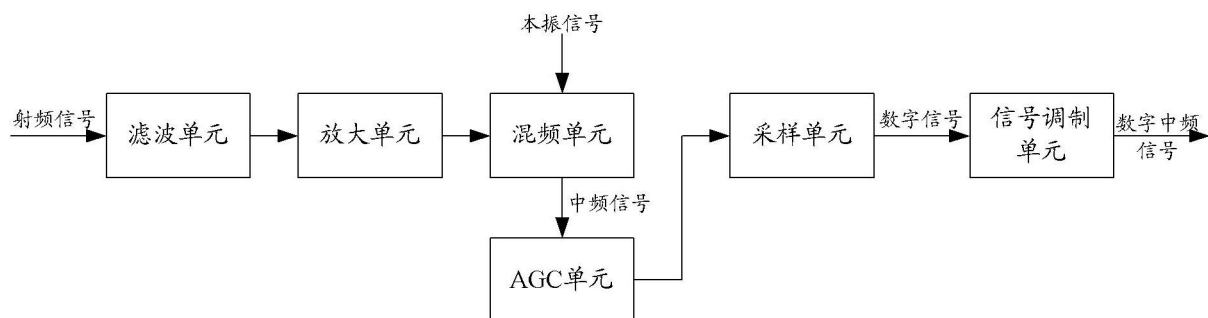 本振信号
射频信号
滤波单元
放大单元
混频单元
中频信号
AGC单元
采样单元
数字信号
信号调制
单元
数字中频
信号